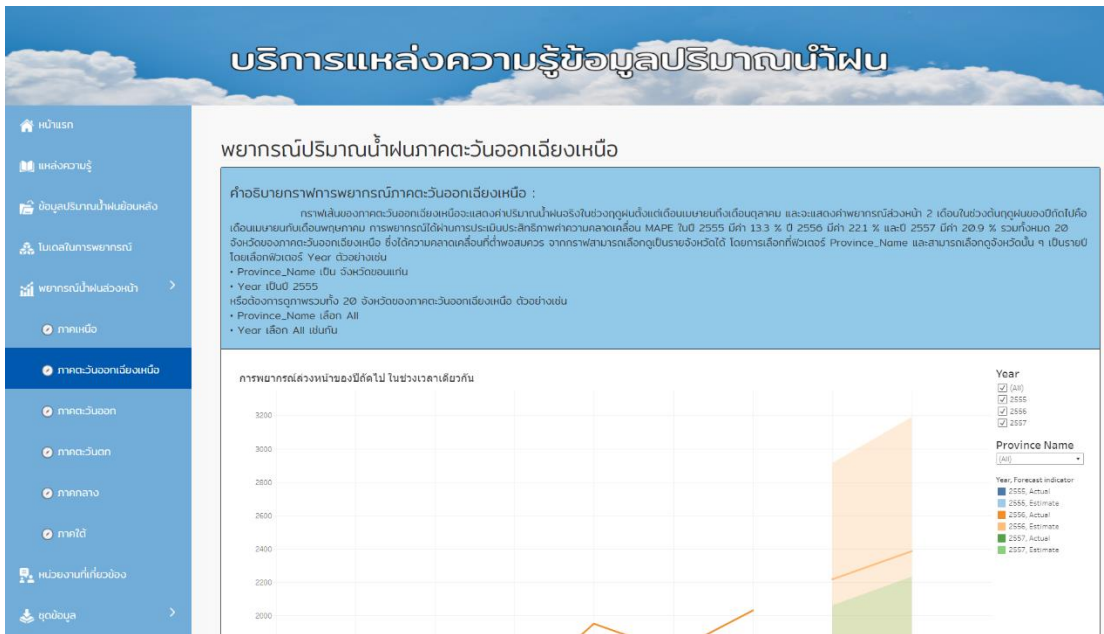 บริการแหล่งความรู้ข้อมูลปริมาณน้ำฝน
หน้าแรก
แหล่งความรู้
ข้อมูลปริมาณน้ำฝนย้อนหลัง
โมเดลในการพยากรณ์
พยากรณ์น้ำฝนล่วงหน้า
ภาคเหนือ
ภาคตะวันออกเฉียงเหนือ
ภาคตะวันออก
ภาคตะวันตก
ภาคกลาง
ภาคใต้
หน่วยงานที่เกี่ยวข้อง
ชุดข้อมูล
พยากรณ์ปริมาณน้ำฝนภาคตะวันออกเฉียงเหนือ
คำอธิบายกราฟการพยากรณ์ภาคตะวันออกเฉียงเหนือ :
กราฟเส้นของภาคตะวันออกเฉียงเหนือจะแสดงค่าปริมาณน้ำฝนจริงในช่วงฤดูฝนตั้งแต่เดือนเมษายนถึงเดือนตุลาคม และจะแสดงค่าพยากรณ์ล่วงหน้า 2 เดือนในช่วงต้นฤดูฝนของปีถัดไปคือ
เดือนเมษายนกับเดือนพฤษภาคม การพยากรณ์ได้ผ่านการประเมินประสิทธิภาพค่าความคลาดเคลื่อน MAPE ในปี 2555 มีค่า 13.3 % ปี 2556 มีค่า 22.1 % และปี 2557 มีค่า 20.9 % รวมทั้งหมด 20
จังหวัดของภาคตะวันออกเฉียงเหนือ ซึ่งได้ความคลาดเคลื่อนที่ต่ำพอสมควร จากกราฟสามารถเลือกดูเป็นรายจังหวัดได้ โดยการเลือกที่ฟิวเตอร์ Province_Name และสามารถเลือกดูจังหวัดนั้น ๆ เป็นรายปี
โดยเลือกฟิวเตอร์ Year ตัวอย่างเช่น
• Province_Name เป็น จังหวัดขอนแก่น
• Year เป็นปี 2555
หรือต้องการดูภาพรวมทั้ง 20 จังหวัดของภาคตะวันออกเฉียงเหนือ ตัวอย่างเช่น
• Province_Name เลือก All
• Year เลือก All เช่นกัน
การพยากรณ์ล่วงหน้าของปีถัดไป ในช่วงเวลาเดียวกัน
3200
3000
2800
2600
2400
2200
2000
Year
(All)
2555
2556
2557
Province Name
(All)
Year, Forecast indicator
2555, Actual
2555, Estimate
2556, Actual
2556, Estimate
2557, Actual
2557, Estimate